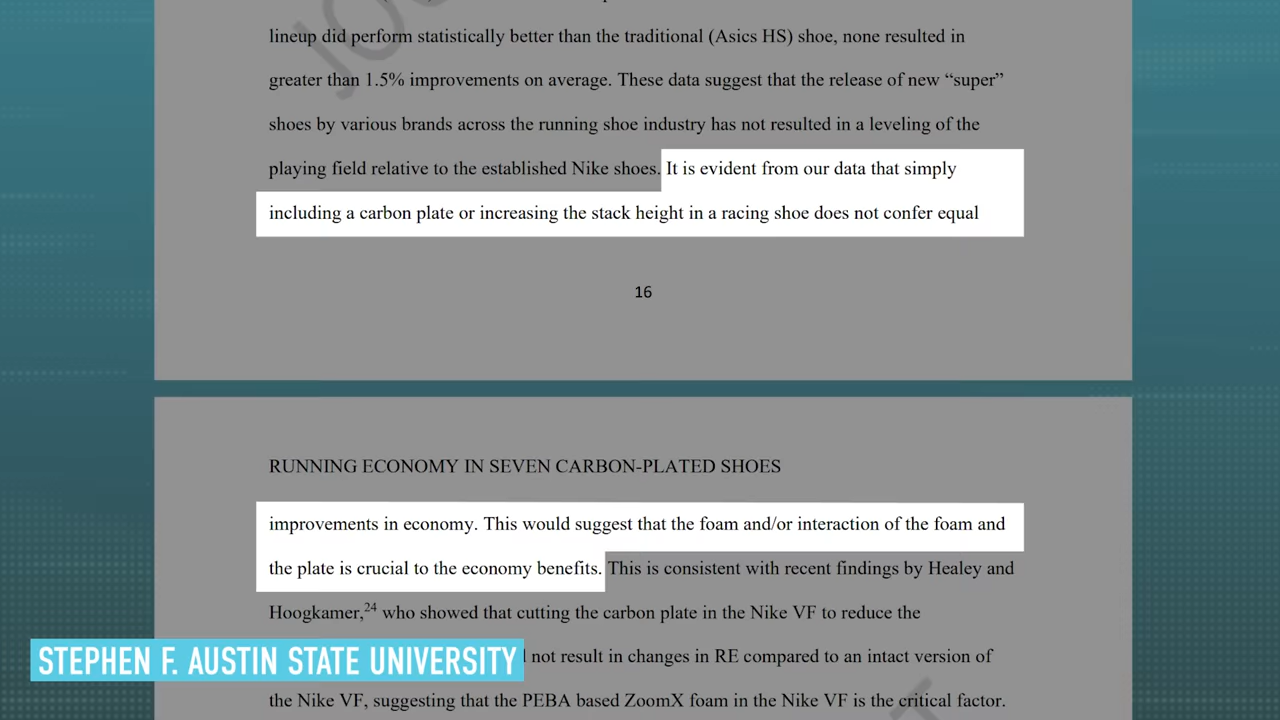 lineup did perform statistically better than the traditional (Asics HS) shoe, none resulted in
greater than 1.5% improvements on average. These data suggest that the release of new “super”
shoes by various brands across the running shoe industry has not resulted in a leveling of the
playing field relative to the established Nike shoes. It is evident from our data that simply
including a carbon plate or increasing the stack height in a racing shoe does not confer equal
16
RUNNING ECONOMY IN SEVEN CARBON-PLATED SHOES
improvements in economy. This would suggest that the foam and/or interaction of the foam and
the plate is crucial to the economy benefits. This is consistent with recent findings by Healey and
Hoogkamer,24 who showed that cutting the carbon plate in the Nike VF to reduce the
STEPHEN F. AUSTIN STATE UNIVERSITY
not result in changes in RE compared to an intact version of
the Nike VF, suggesting that the PEBA based ZoomX foam in the Nike VF is the critical factor.